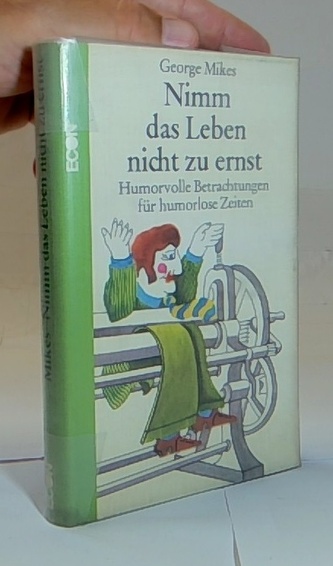 George Mikes
Nimm
das Leben
nicht zu ernst
Humorvolle Betrachtungen
für humorlose Zeiten
ECON
Mikes Nimm das Leben nicht zu ernst
ECON